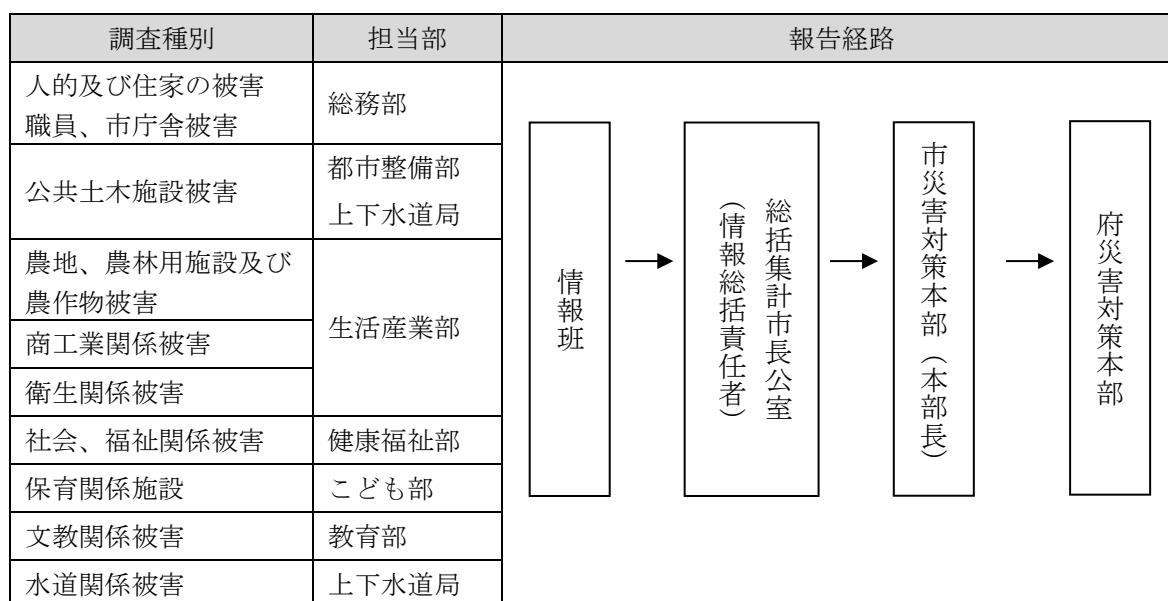 調査種別
担当部
報告経路
人的及び住家の被害
職員、市庁舎被害
総務部
公共土木施設被害
都市整備部
上下水道局
農地、農林用施設及び
農作物被害
商工業関係被害
衛生関係被害
生活産業部
社会、福祉関係被害
健康福祉部
保育関係施設
こども部
文教関係被害
教育部
水道関係被害
上下水道局
情報班
総括集計市長公室
（情報総括責任者）
市災害対策本部（本部長）
府災害対策本部